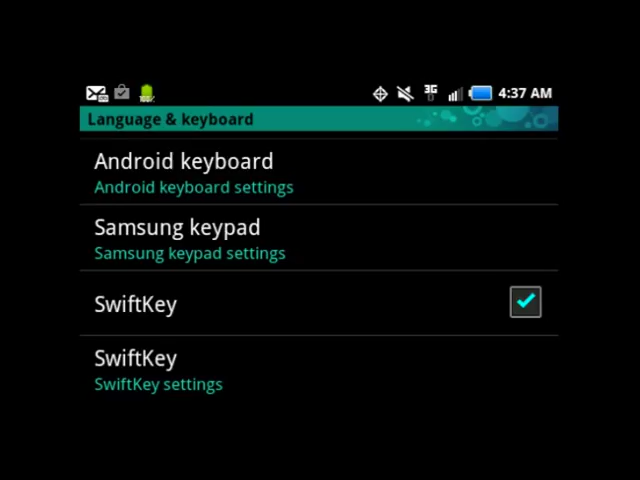 3G 4:37 AM
Language & keyboard
Android keyboard
Android keyboard settings
Samsung keypad
Samsung keypad settings
SwiftKey
SwiftKey
SwiftKey settings